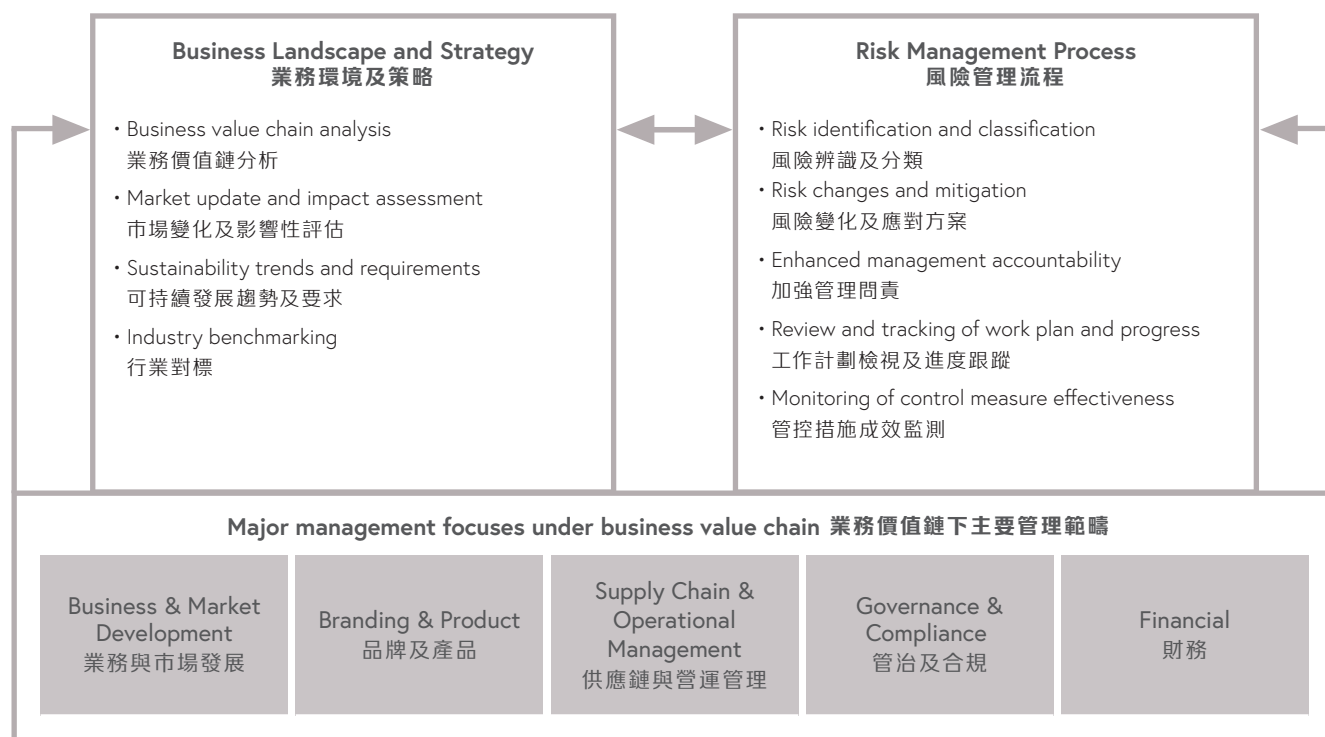 Business Landscape and Strategy
業務環境及策略
• Business value chain analysis
業務價值鏈分析
• Market update and impact assessment
市場變化及影響性評估
• Sustainability trends and requirements
可持續發展趨勢及要求
• Industry benchmarking
行業對標
Risk Management Process
風險管理流程
• Risk identification and classification
風險辨識及分類
• Risk changes and mitigation
風險變化及應對方案
• Enhanced management accountability
加強管理問責
• Review and tracking of work plan and progress
工作計劃檢視及進度跟蹤
• Monitoring of control measure effectiveness
管控措施成效監測
Major management focuses under business value chain 業務價值鏈下主要管理範疇
Business & Market
Development
業務與市場發展
Branding & Product
品牌及產品
Supply Chain &
Operational
Management
供應鏈與營運管理
Governance &
Compliance
管治及合規
Financial
財務